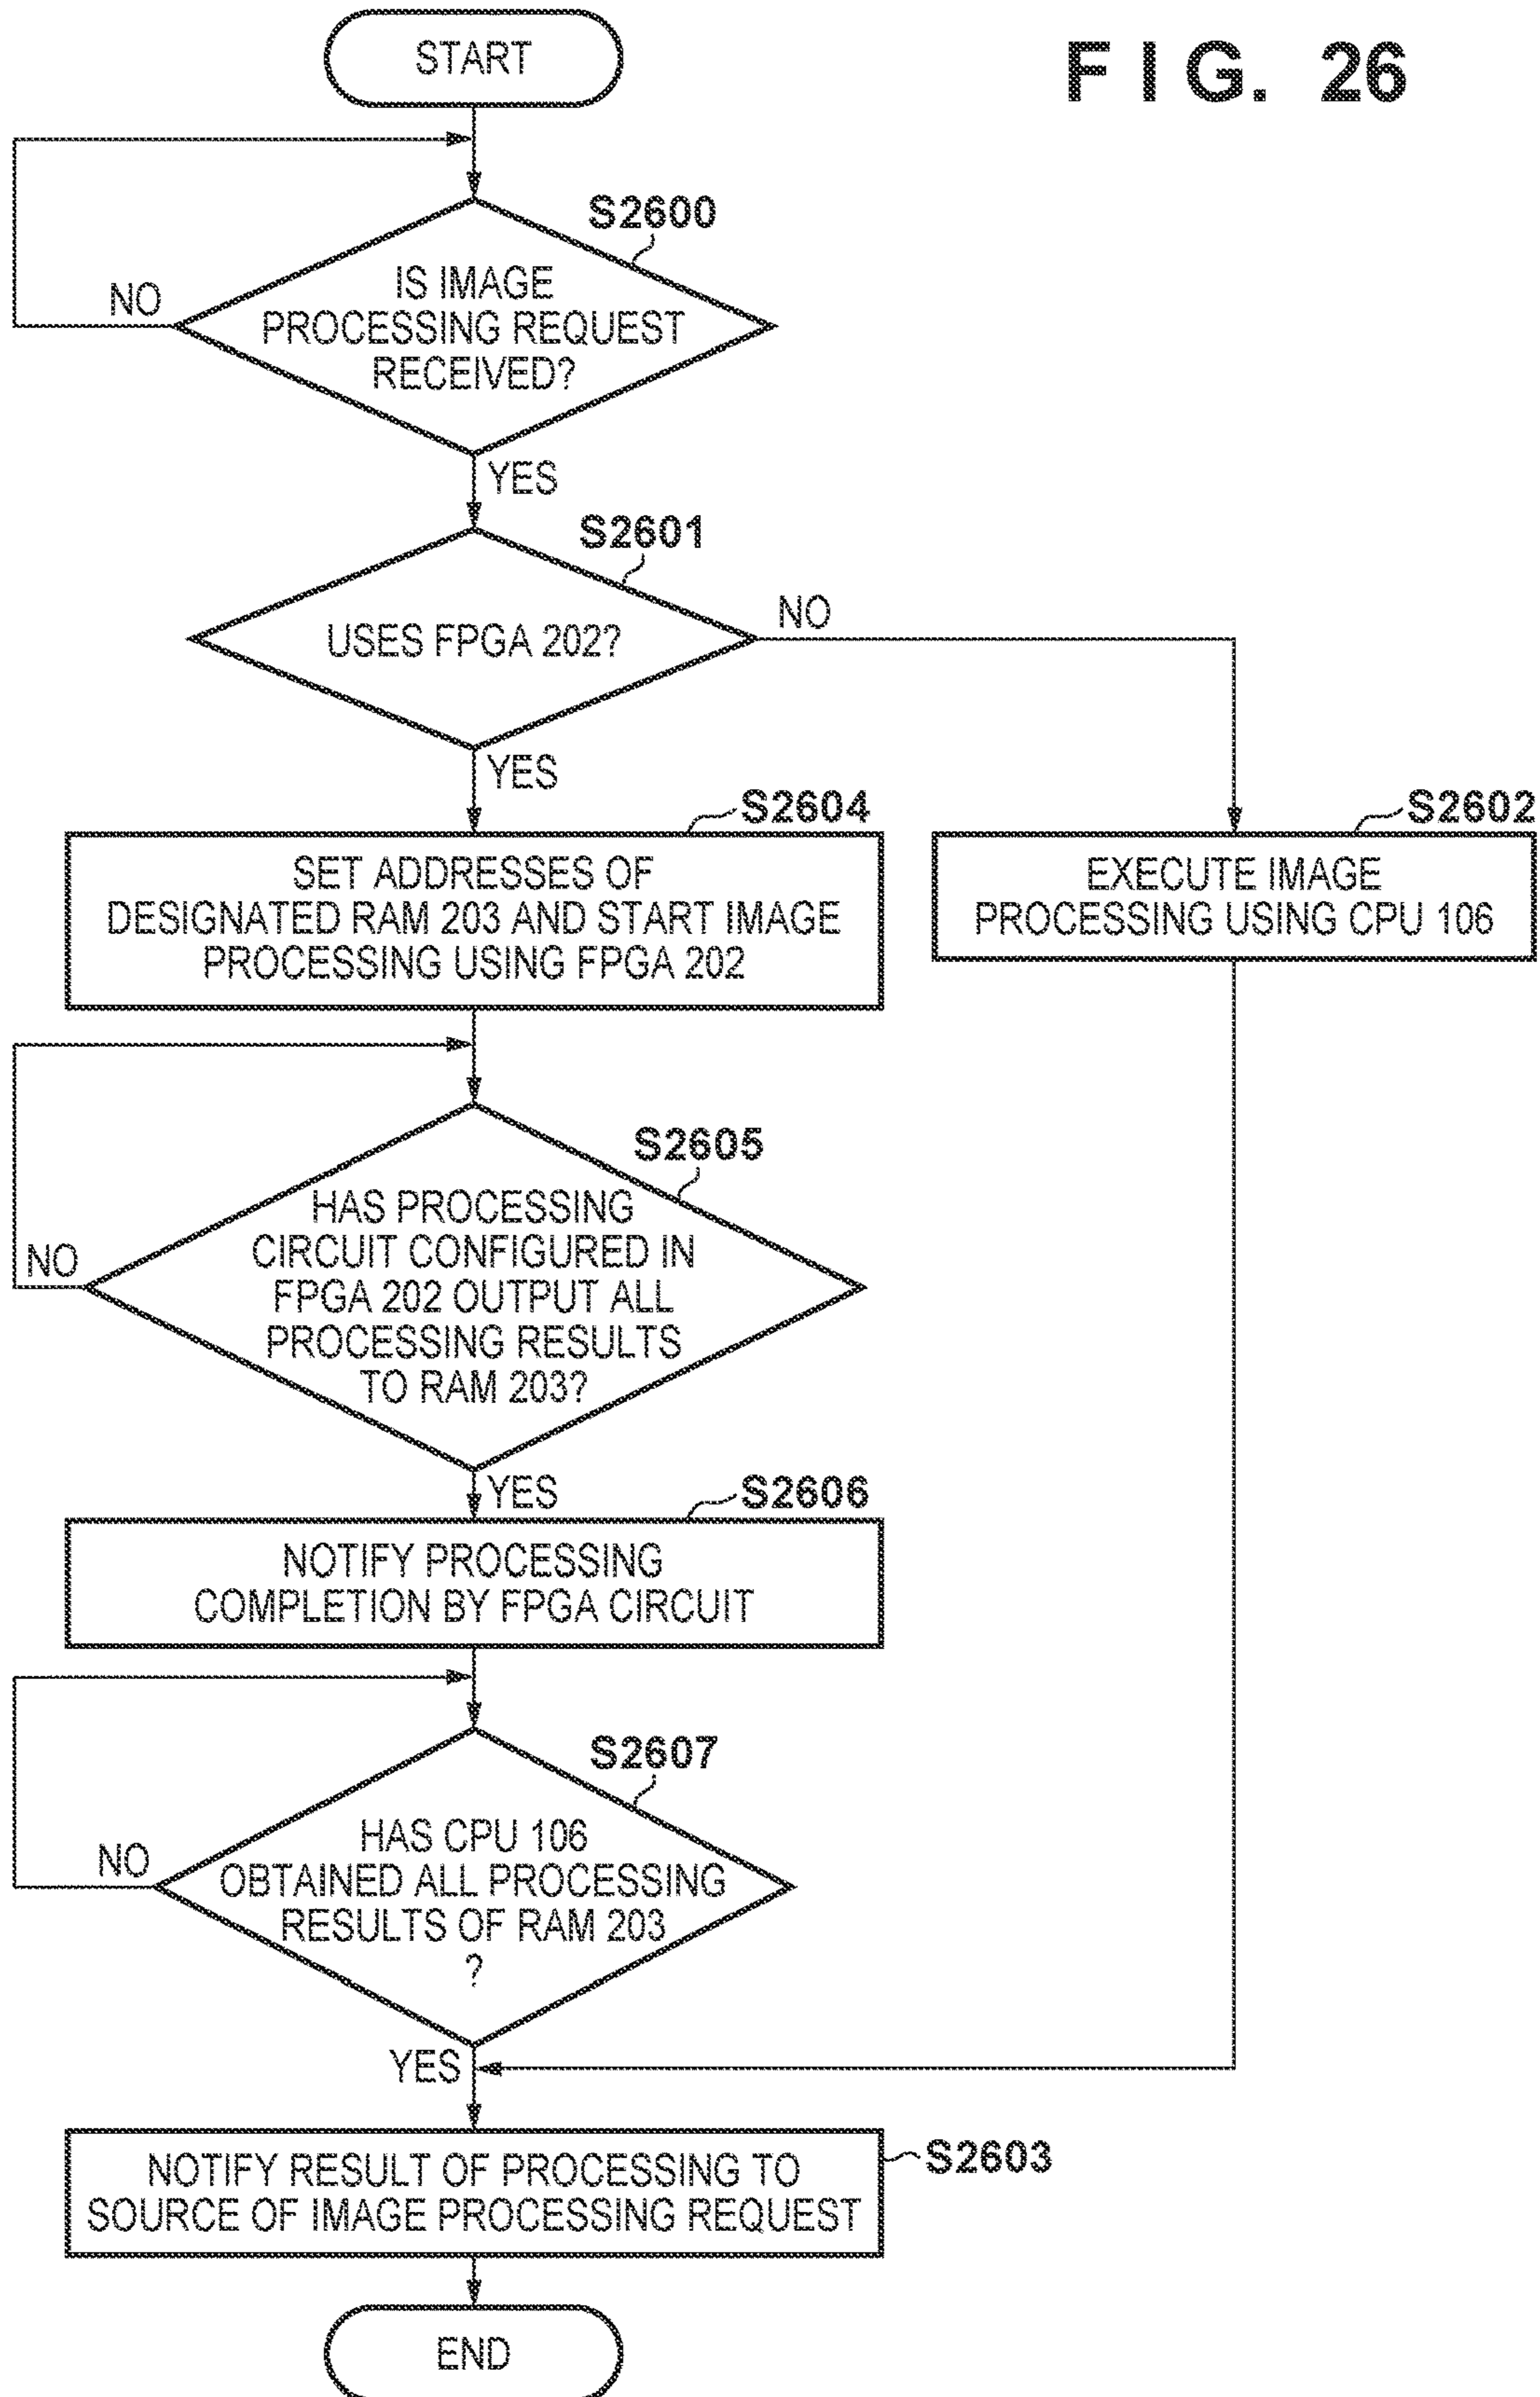 START
F I G. 26
S2600
IS IMAGE
PROCESSING REQUEST
RECEIVED?
NO
YES
S2601
USES FPGA 202?
NO
YES
S2604
SET ADDRESSES OF
DESIGNATED RAM 203 AND START IMAGE
PROCESSING USING FPGA 202
S2602
EXECUTE IMAGE
PROCESSING USING CPU 106
S2605
HAS PROCESSING
CIRCUIT CONFIGURED IN
FPGA 202 OUTPUT ALL
PROCESSING RESULTS
TO RAM 203?
NO
YES
S2606
NOTIFY PROCESSING
COMPLETION BY FPGA CIRCUIT
S2607
HAS CPU 106
OBTAINED ALL PROCESSING
RESULTS OF RAM 203
?
NO
YES
S2603
NOTIFY RESULT OF PROCESSING TO
SOURCE OF IMAGE PROCESSING REQUEST
END